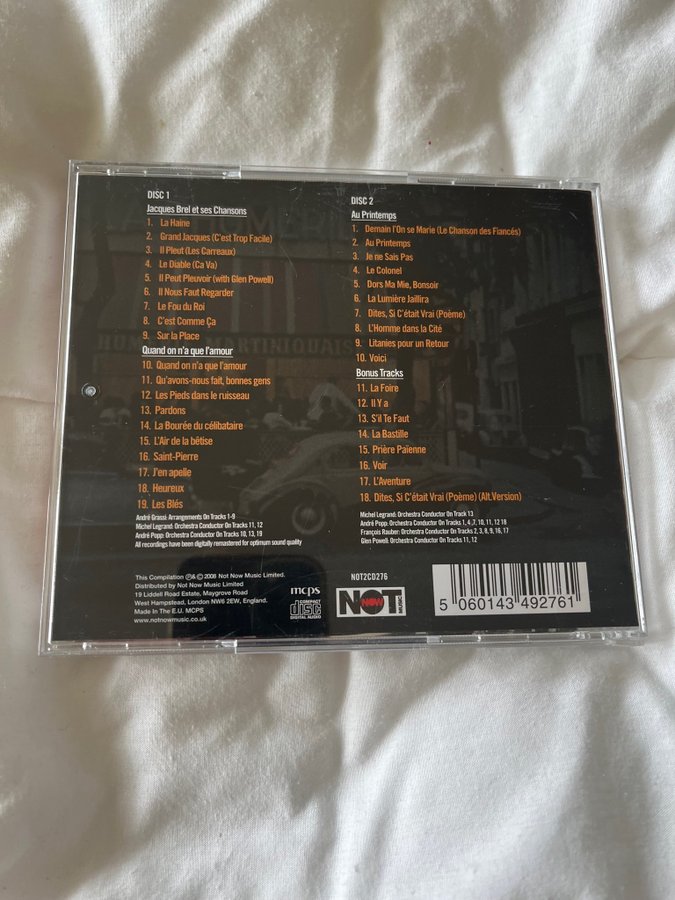 DISC 1
Jacques Brel et ses Chansons
1. La Haine
2. Grand Jacques (C'est Trop Facile)
3. Il Pleut (Les Carreaux)
4. Le Diable (Ca Va)
5. Il Peut Pleuvoir (with Glen Powell)
6. Il Nous Faut Regarder
7. Le Fou du Roi
8. C'est Comme Ça
9. Sur la Place
Quand on n'a que l'amour
10. Quand on n'a que l'amour
11. Qu'avons-nous fait, bonnes gens
12. Les Pieds dans le ruisseau
13. Pardons
14. La Bourée du célibataire
15. L'Air de la bêtise
16. Saint-Pierre
17. J'en apelle
18. Heureux
19. Les Blés
André Grassi: Arrangements On Tracks 1-9
Michel Legrand: Orchestra Conductor On Tracks 11, 12
André Popp: Orchestra Conductor On Tracks 10, 13, 19
All recordings have been digitally remastered for optimum sound quality
DISC 2
Au Printemps
1. Demain l'On se Marie (Le Chanson des Fiancés)
2. Au Printemps
3. Je ne Sais Pas
4. Le Colonel
5. Dors Ma Mie, Bonsoir
6. La Lumière Jaillira
7. Dites, Si C'était Vrai (Poème)
8. L'Homme dans la Cité
9. Litanies pour un Retour
10. Voici
Bonus Tracks
11. La Foire
12. Il Y a
13. S'il Te Faut
14. La Bastille
15. Prière Païenne
16. Voir
17. L'Aventure
18. Dites, Si C'était Vrai (Poème) (Alt.Version)
Michel Legrand: Orchestra Conductor On Track 13
André Popp: Orchestra Conductor On Tracks 1, 4, 7, 10, 11, 12 18
François Rauber: Orchestra Conductor On Tracks 2, 3, 8, 9, 16, 17
Glen Powell: Orchestra Conductor On Tracks 11, 12
This Compilation ℗& © 2008 Not Now Music Limited.
Distributed by Not Now Music Limited
19 Liddell Road Estate, Maygrove Road
West Hampstead, London NW6 2EW, England.
Made In The E.U. MCPS
www.notnowmusic.co.uk
mcps
COMPACT
disc
DIGITAL AUDIO
NOT2CD276
NOT
NOW
MUSIC
5 060143 492761
HUM MARTINIQUAIS